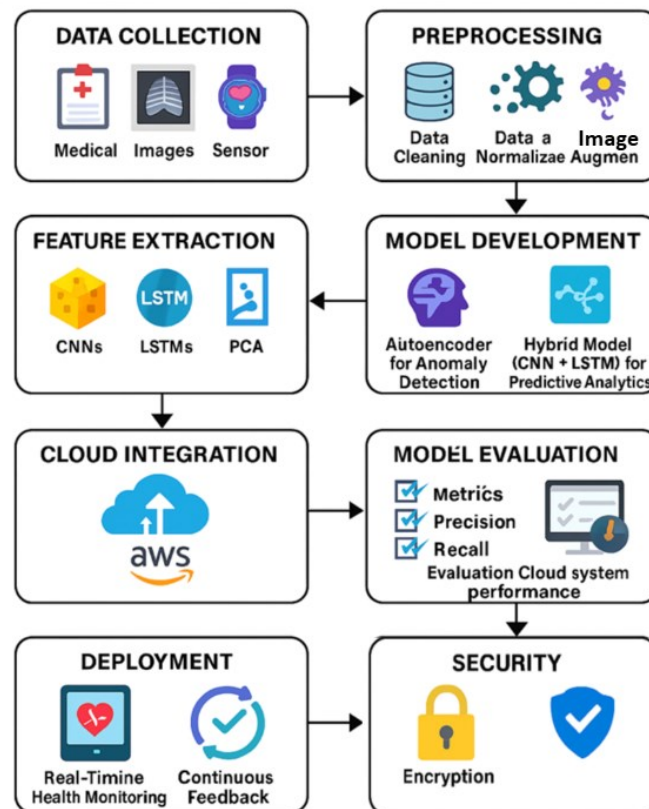 DATA COLLECTION
Medical Images Sensor
PREPROCESSING
Data
Cleaning
Data a
Normalizae
Image
Augmen
FEATURE EXTRACTION
LSTM
CNNs LSTMs PCA
MODEL DEVELOPMENT
Autoencoder
for Anomaly
Detection
Hybrid Model
(CNN + LSTM) for
Predictive Analytics
CLOUD INTEGRATION
aws
MODEL EVALUATION
Metrics
Precision
Recall
Evaluation Cloud system
performance
DEPLOYMENT
Real-Timine
Health Monitoring
Continuous
Feedback
SECURITY
Encryption